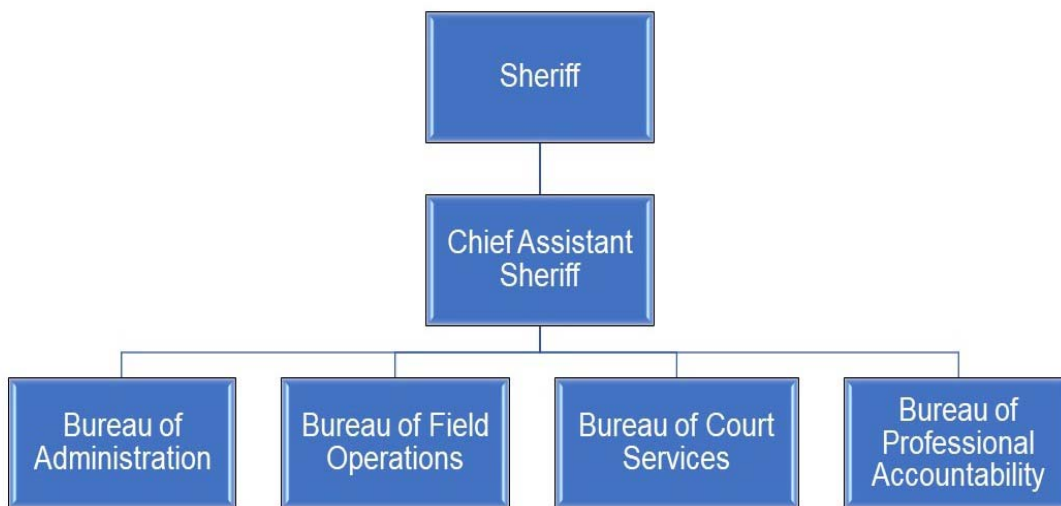 Sheriff
Chief Assistant
Sheriff
Bureau of
Administration
Bureau of Field
Operations
Bureau of Court
Services
Bureau of
Professional
Accountability